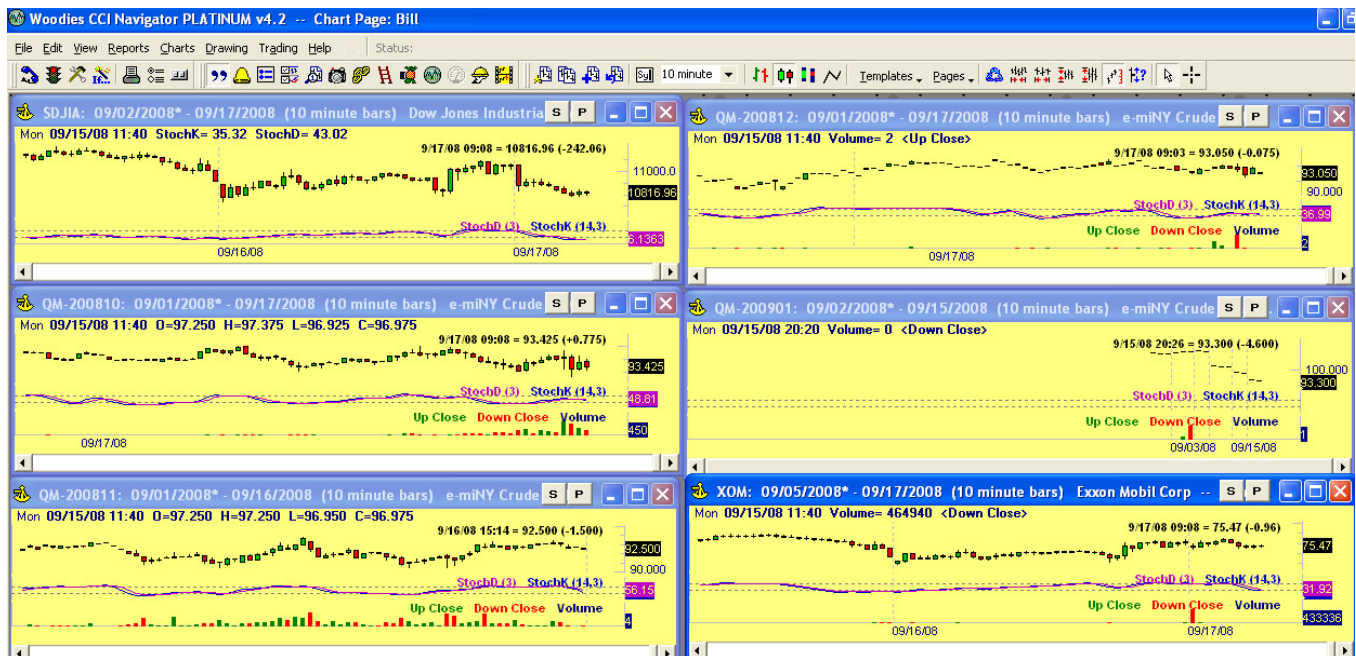 Woodies CCI Navigator PLATINUM v4.2 -- Chart Page: Bill
File Edit View Reports Charts Drawing Trading Help Status:
Syl 10 minute Templates Pages
$DJIA: 09/02/2008* - 09/17/2008 (10 minute bars) Dow Jones Industria S P
Mon 09/15/08 11:40 StochK= 35.32 StochD= 43.02
9/17/08 09:08 = 10816.96 (-242.06)
11000.0
10816.96
StochD (3) StochK (14,3)
6.1363
09/16/08 09/17/08
QM-200812: 09/01/2008* - 09/17/2008 (10 minute bars) e-miNY Crude S P
Mon 09/15/08 11:40 Volume= 2 <Up Close>
9/17/08 09:03 = 93.050 (-0.075)
93.050
90.000
StochD (3) StochK (14,3)
36.99
Up Close Down Close Volume
2
09/17/08
QM-200810: 09/01/2008* - 09/17/2008 (10 minute bars) e-miNY Crude S P
Mon 09/15/08 11:40 O=97.250 H=97.375 L=96.925 C=96.975
9/17/08 09:08 = 93.425 (+0.775)
93.425
StochD (3) StochK (14,3)
48.81
Up Close Down Close Volume
450
09/17/08
QM-200901: 09/02/2008* - 09/15/2008 (10 minute bars) e-miNY Crude S P
Mon 09/15/08 20:20 Volume= 0 <Down Close>
9/15/08 20:26 = 93.300 (-4.600)
100.000
93.300
StochD (3) StochK (14,3)
Up Close Down Close Volume
1
09/03/08 09/15/08
QM-200811: 09/01/2008* - 09/16/2008 (10 minute bars) e-miNY Crude S P
Mon 09/15/08 11:40 O=97.250 H=97.250 L=96.950 C=96.975
9/16/08 15:14 = 92.500 (-1.500)
92.500
90.000
StochD (3) StochK (14,3)
56.15
Up Close Down Close Volume
4
XOM: 09/05/2008* - 09/17/2008 (10 minute bars) Exxon Mobil Corp -- S P
Mon 09/15/08 11:40 Volume= 464940 <Down Close>
9/17/08 09:08 = 75.47 (-0.96)
75.47
StochD (3) StochK (14,3)
31.92
Up Close Down Close Volume
433336
09/16/08 09/17/08